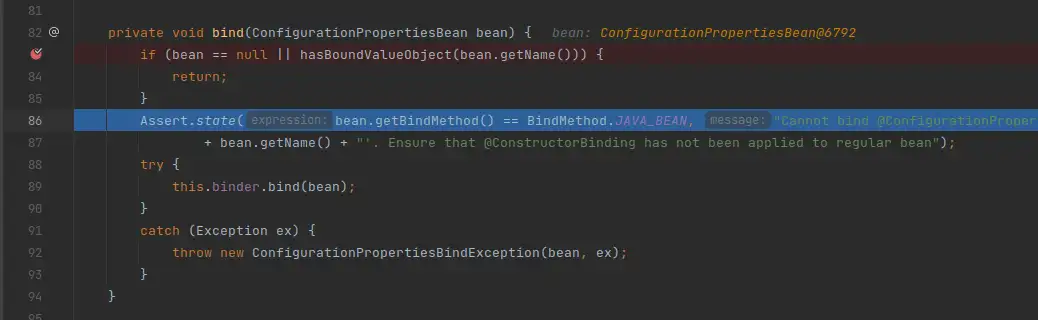 81
82 @ private void bind(ConfigurationPropertiesBean bean) { bean: ConfigurationPropertiesBean@6792
if (bean == null || hasBoundValueObject(bean.getName())) {
84 return;
85 }
86 Assert.state( expression: bean.getBindMethod() == BindMethod.JAVA_BEAN, message: "Cannot bind @ConfigurationProper
87 + bean.getName() + "'. Ensure that @ConstructorBinding has not been applied to regular bean");
88 try {
89 this.binder.bind(bean);
90 }
91 catch (Exception ex) {
92 throw new ConfigurationPropertiesBindException(bean, ex);
93 }
94 }
95